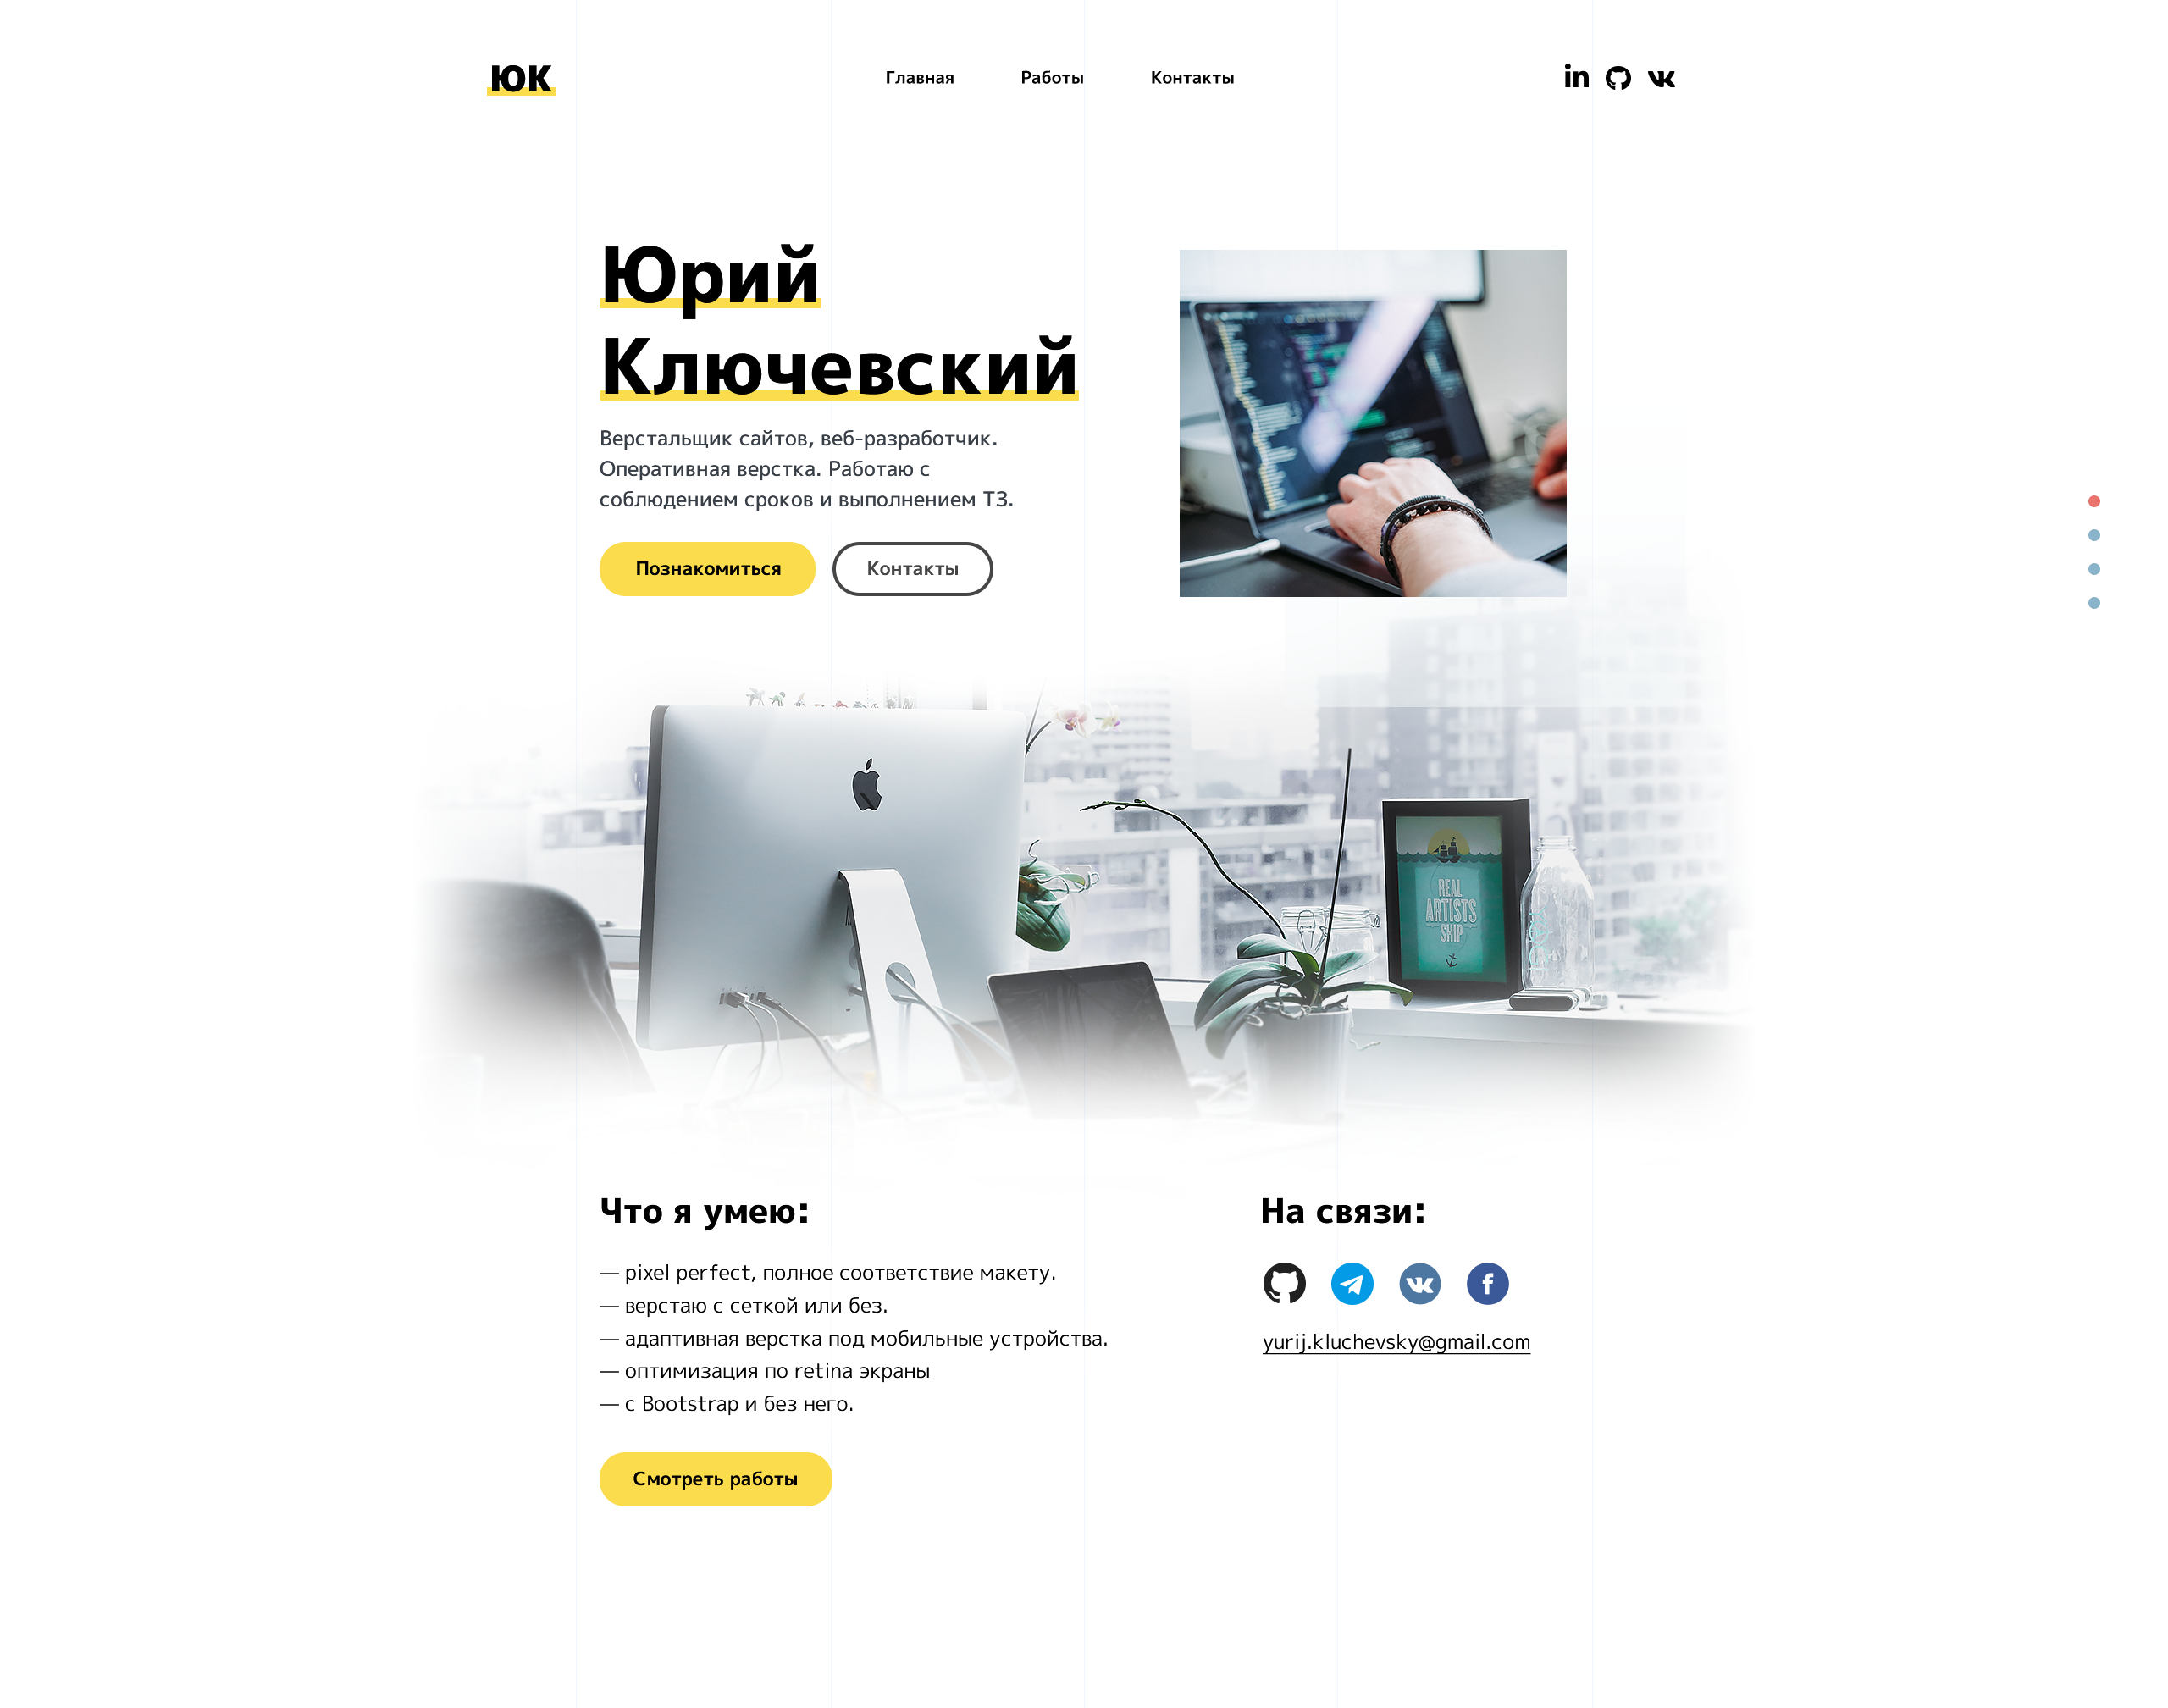 ЮК
Главная
Работы
Контакты
in
Юрий
Ключевский
Верстальщик сайтов, веб-разработчик.
Оперативная верстка. Работаю с
соблюдением сроков и выполнением ТЗ.
Познакомиться
Контакты
REAL
ARTISTS
SHIP
Что я умею:
— pixel perfect, полное соответствие макету.
— верстаю с сеткой или без.
— адаптивная верстка под мобильные устройства.
— оптимизация по retina экраны
— с Bootstrap и без него.
Смотреть работы
На связи:
yurij.kluchevsky@gmail.com